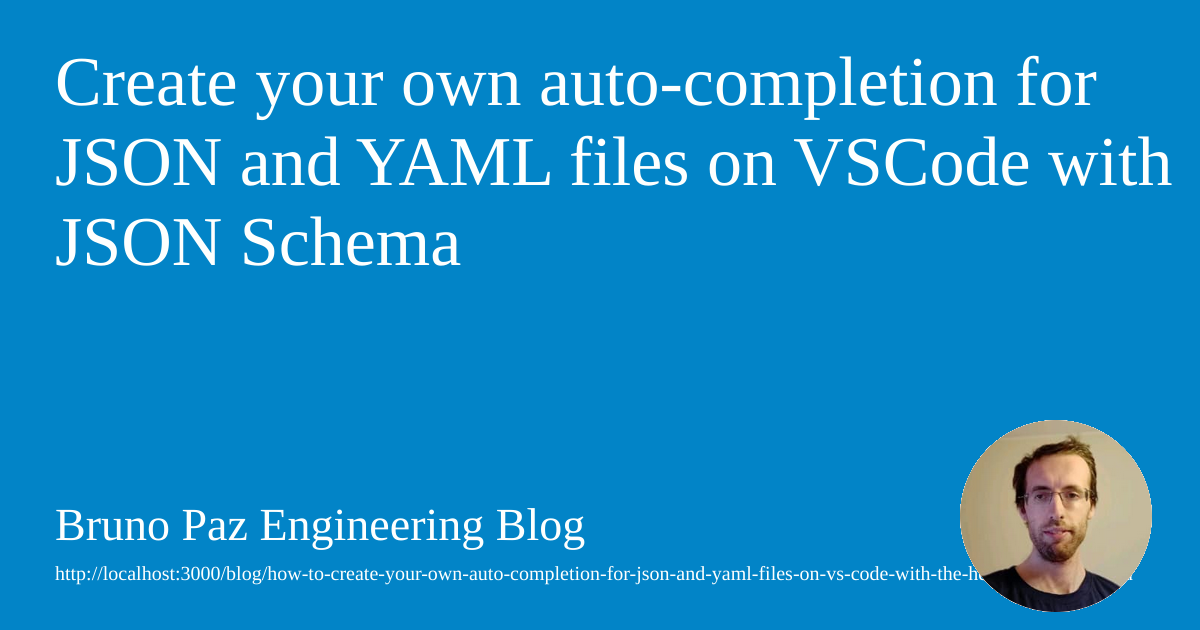 Create your own auto-completion for
JSON and YAML files on VSCode with
JSON Schema
Bruno Paz Engineering Blog
http://localhost:3000/blog/how-to-create-your-own-auto-completion-for-json-and-yaml-files-on-vs-code-with-the-h